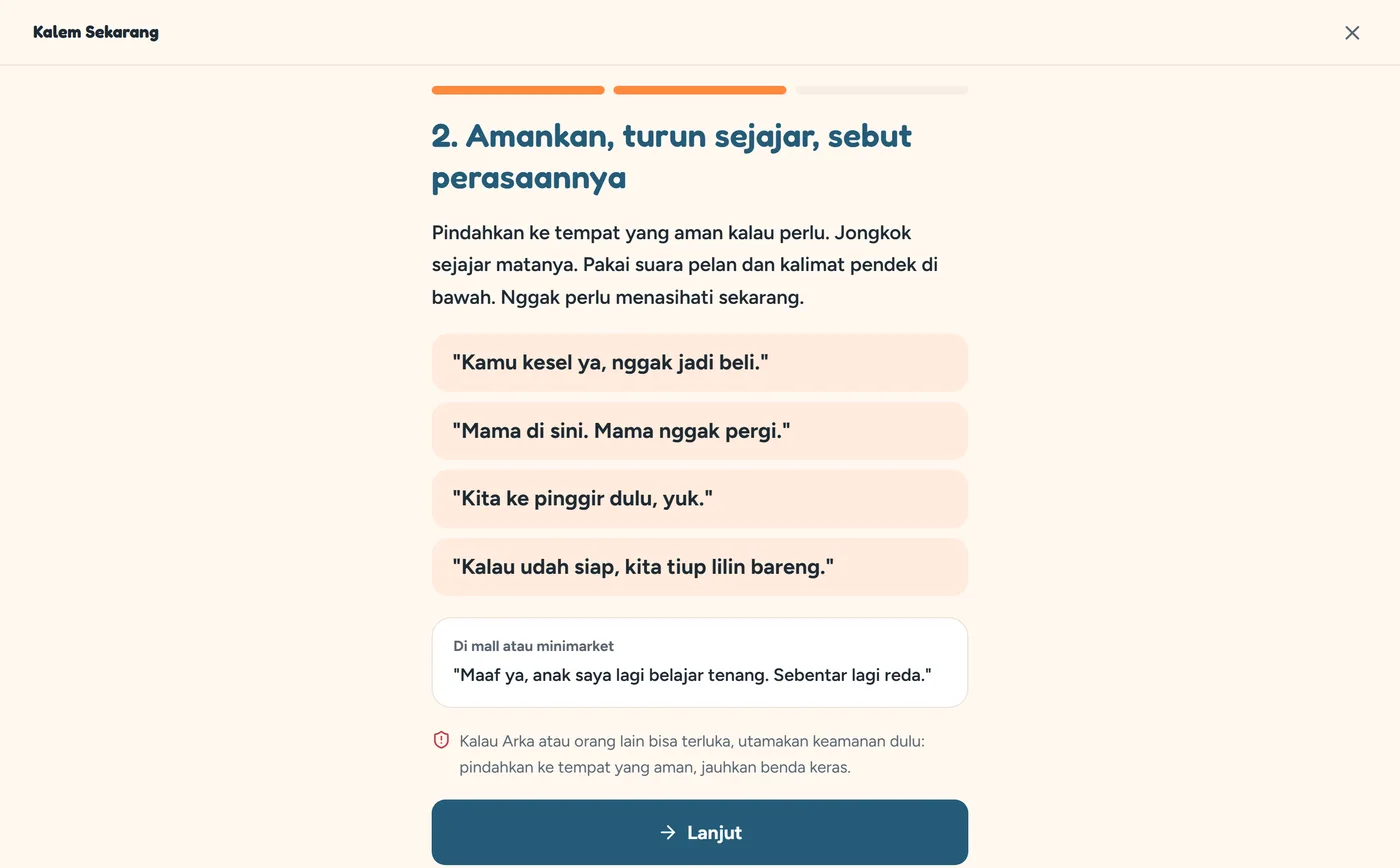 Kalem Sekarang
2. Amankan, turun sejajar, sebut
perasaannya
Pindahkan ke tempat yang aman kalau perlu. Jongkok
sejajar matanya. Pakai suara pelan dan kalimat pendek di
bawah. Nggak perlu menasihati sekarang.
"Kamu kesel ya, nggak jadi beli."
"Mama di sini. Mama nggak pergi."
"Kita ke pinggir dulu, yuk."
"Kalau udah siap, kita tiup lilin bareng."
Di mall atau minimarket
"Maaf ya, anak saya lagi belajar tenang. Sebentar lagi reda."
Kalau Arka atau orang lain bisa terluka, utamakan keamanan dulu:
pindahkan ke tempat yang aman, jauhkan benda keras.
Lanjut